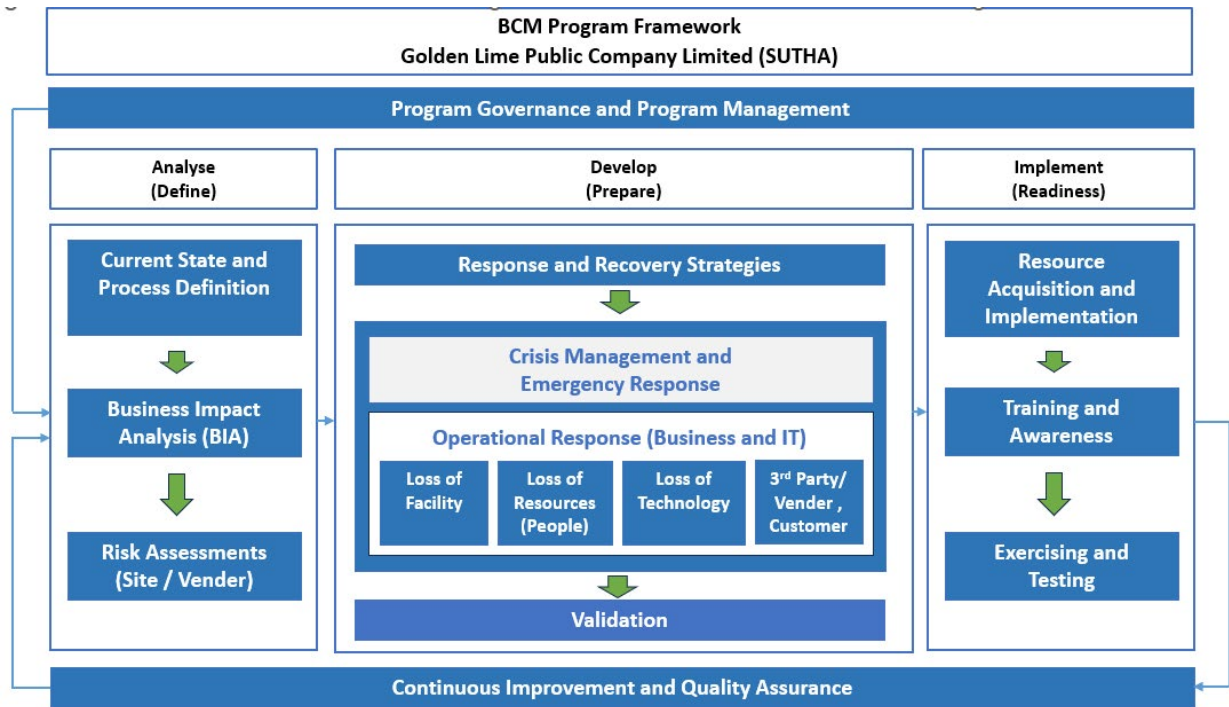 BCM Program Framework
Golden Lime Public Company Limited (SUTHA)
Program Governance and Program Management
Analyse
(Define)
Develop
(Prepare)
Implement
(Readiness)
Current State and
Process Definition
Business Impact
Analysis (BIA)
Risk Assessments
(Site / Vender)
Response and Recovery Strategies
Crisis Management and
Emergency Response
Operational Response (Business and IT)
Loss of
Facility
Loss of
Resources
(People)
Loss of
Technology
3rd Party/
Vender ,
Customer
Validation
Resource
Acquisition and
Implementation
Training and
Awareness
Exercising and
Testing
Continuous Improvement and Quality Assurance